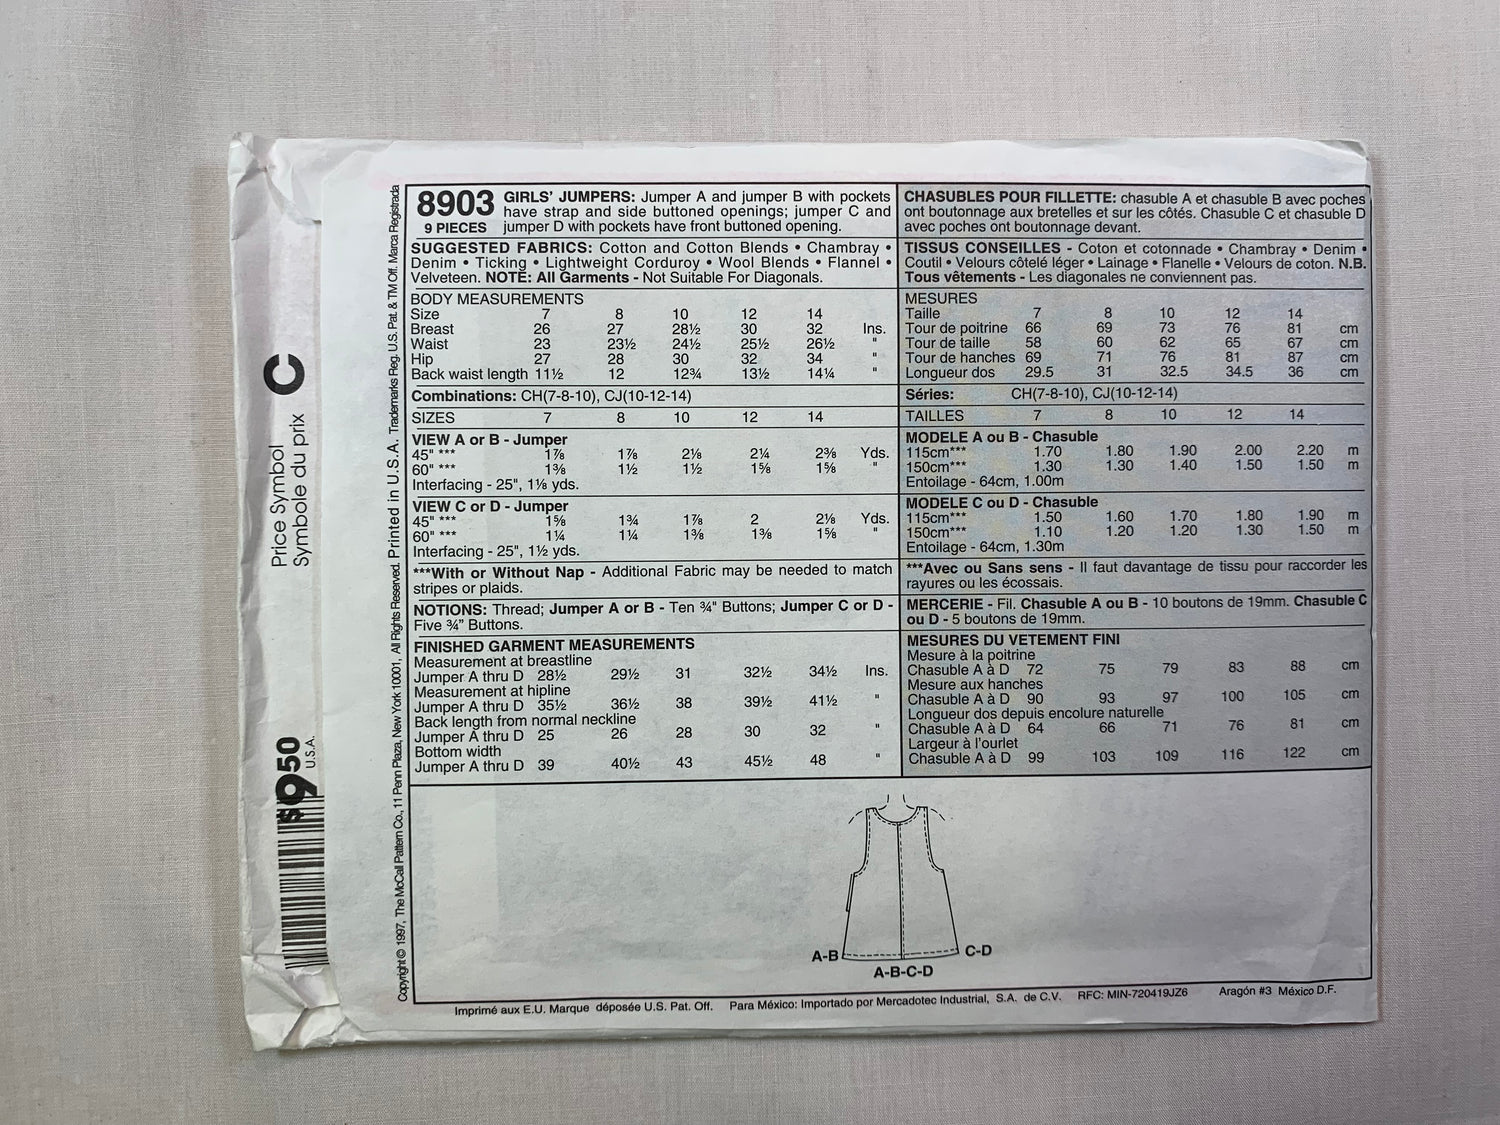 8903
9 PIECES
GIRLS' JUMPERS: Jumper A and jumper B with pockets
have strap and side buttoned openings; jumper C and
jumper D with pockets have front buttoned opening.
SUGGESTED FABRICS: Cotton and Cotton Blends • Chambray •
Denim • Ticking • Lightweight Corduroy • Wool Blends • Flannel •
Velveteen. NOTE: All Garments - Not Suitable For Diagonals.
BODY MEASUREMENTS
Size 7 8 10 12 14
Breast 26 27 28½ 30 32 Ins.
Waist 23 23½ 24½ 25½ 26½ "
Hip 27 28 30 32 34 "
Back waist length 11½ 12 12¾ 13½ 14¼ "
Combinations: CH(7-8-10), CJ(10-12-14)
SIZES 7 8 10 12 14
VIEW A or B - Jumper
45" *** 1⅞ 1⅞ 2⅛ 2¼ 2⅜ Yds.
60" *** 1⅜ 1½ 1½ 1⅝ 1⅝ "
Interfacing - 25", 1⅛ yds.
VIEW C or D - Jumper
45" *** 1⅝ 1¾ 1⅞ 2 2⅛ Yds.
60" *** 1¼ 1¼ 1⅜ 1⅜ 1⅝ "
Interfacing - 25", 1½ yds.
***With or Without Nap - Additional Fabric may be needed to match
stripes or plaids.
NOTIONS: Thread; Jumper A or B - Ten ¾" Buttons; Jumper C or D -
Five ¾" Buttons.
FINISHED GARMENT MEASUREMENTS
Measurement at breastline
Jumper A thru D 28½ 29½ 31 32½ 34½ Ins.
Measurement at hipline
Jumper A thru D 35½ 36½ 38 39½ 41½ "
Back length from normal neckline
Jumper A thru D 25 26 28 30 32 "
Bottom width
Jumper A thru D 39 40½ 43 45½ 48 "
CHASUBLES POUR FILLETTE: chasuble A et chasuble B avec poches
ont boutonnage aux bretelles et sur les côtés. Chasuble C et chasuble D
avec poches ont boutonnage devant.
TISSUS CONSEILLES - Coton et cotonnade • Chambray • Denim •
Coutil • Velours côtelé léger • Lainage • Flanelle • Velours de coton. N.B.
Tous vêtements - Les diagonales ne conviennent pas.
MESURES
Taille 7 8 10 12 14
Tour de poitrine 66 69 73 76 81 cm
Tour de taille 58 60 62 65 67 cm
Tour de hanches 69 71 76 81 87 cm
Longueur dos 29.5 31 32.5 34.5 36 cm
Séries: CH(7-8-10), CJ(10-12-14)
TAILLES 7 8 10 12 14
MODELE A ou B - Chasuble
115cm*** 1.70 1.80 1.90 2.00 2.20 m
150cm*** 1.30 1.30 1.40 1.50 1.50 m
Entoilage - 64cm, 1.00m
MODELE C ou D - Chasuble
115cm*** 1.50 1.60 1.70 1.80 1.90 m
150cm*** 1.10 1.20 1.20 1.30 1.50 m
Entoilage - 64cm, 1.30m
***Avec ou Sans sens - Il faut davantage de tissu pour raccorder les
rayures ou les écossais.
MERCERIE - Fil. Chasuble A ou B - 10 boutons de 19mm. Chasuble C
ou D - 5 boutons de 19mm.
MESURES DU VETEMENT FINI
Mesure à la poitrine
Chasuble A à D 72 75 79 83 88 cm
Mesure aux hanches
Chasuble A à D 90 93 97 100 105 cm
Longueur dos depuis encolure naturelle
Chasuble A à D 64 66 71 76 81 cm
Largeur à l'ourlet
Chasuble A à D 99 103 109 116 122 cm
A-B
C-D
A-B-C-D
Imprimé aux E.U. Marque déposée U.S. Pat. Off. Para México: Importado por Mercadotec Industrial, S.A. de C.V. RFC: MIN-720419JZ6 Aragón #3 México D.F.
Copyright © 1997, The McCall Pattern Co., 11 Penn Plaza, New York 10001, All Rights Reserved. Printed in U.S.A. Trademarks Reg. U.S. Pat. & TM Off. Marca Registrada
Price Symbol
Symbole du prix
C
$9.50
U.S.A.